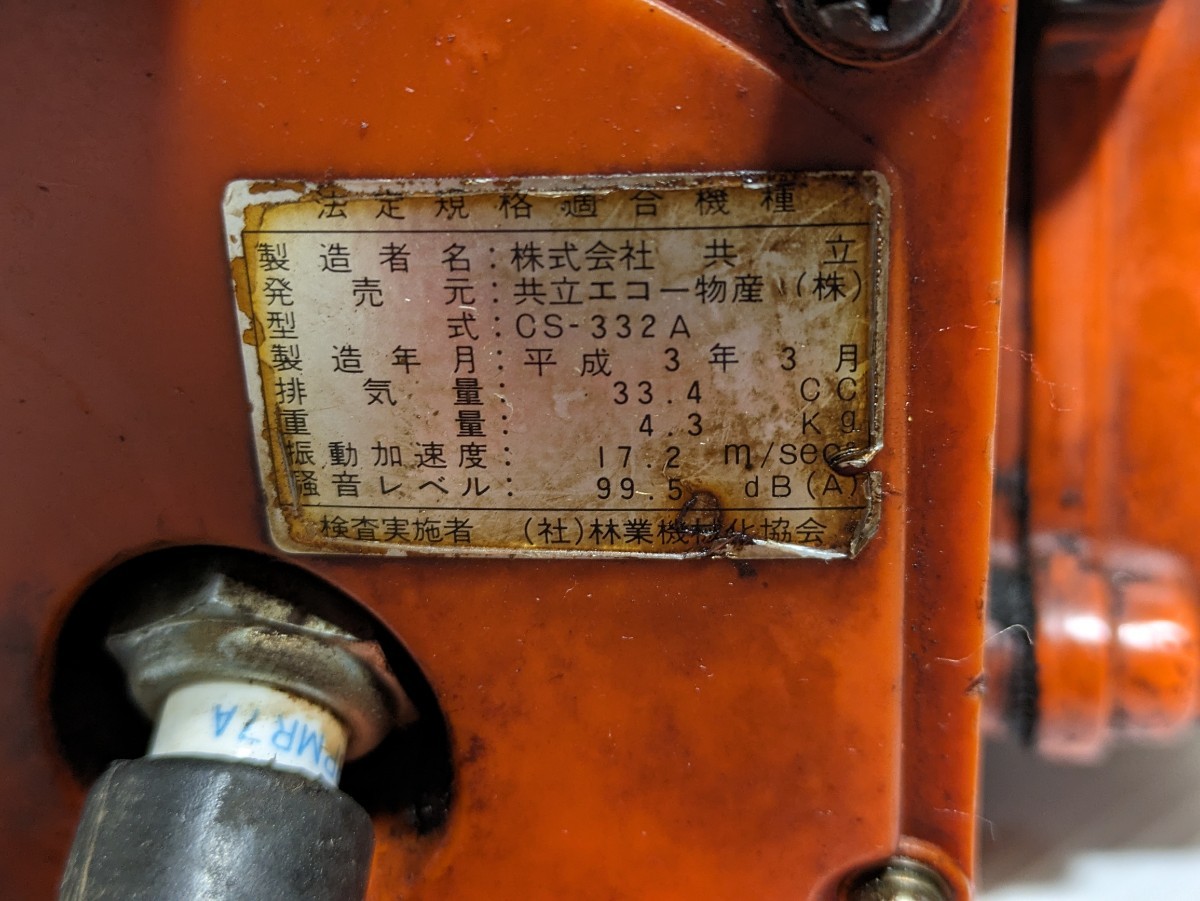 法定規格適合機種
製造者名：株式会社 共立
発売元：共立エコー物産（株）
型式：CS-332A
製造年月：平成 3年 3月
排気量： 33.4 CC
重量： 4.3 Kg
振動加速度： 17.2 m/sec²
騒音レベル： 99.5 dB(A)
検査実施者 （社）林業機械化協会
PMR7A